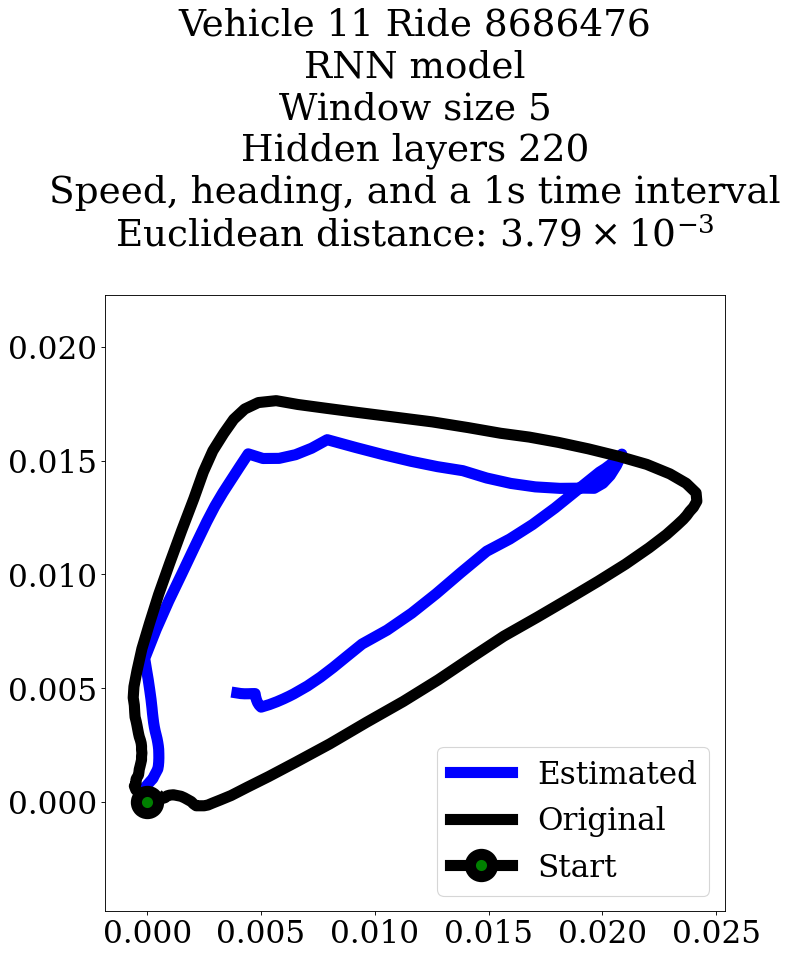 Vehicle 11 Ride 8686476
RNN model
Window size 5
Hidden layers 220
Speed, heading, and a 1s time interval
Euclidean distance: 3.79 × 10⁻³
0.020
0.015
0.010
0.005
0.000
Estimated
Original
Start
0.000 0.005 0.010 0.015 0.020 0.025